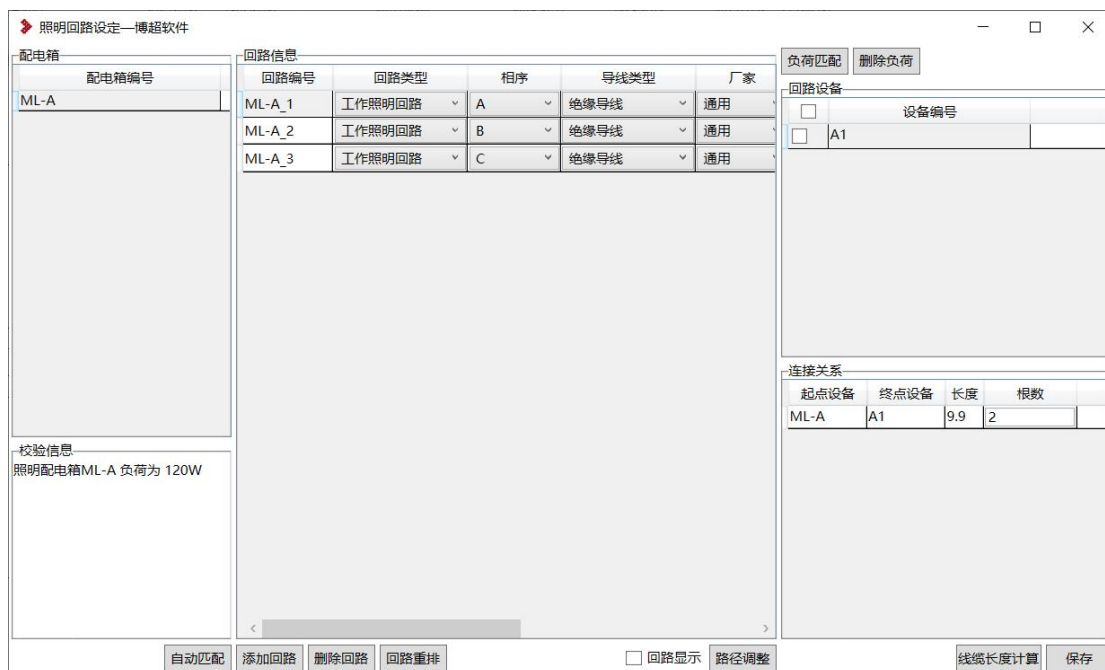 照明回路设定—博超软件
配电箱
配电箱编号
ML-A
校验信息
照明配电箱ML-A 负荷为 120W
回路信息
回路编号 回路类型 相序 导线类型 厂家
ML-A_1 工作照明回路 A 绝缘导线 通用
ML-A_2 工作照明回路 B 绝缘导线 通用
ML-A_3 工作照明回路 C 绝缘导线 通用
负荷匹配 删除负荷
回路设备
设备编号
A1
连接关系
起点设备 终点设备 长度 根数
ML-A A1 9.9 2
自动匹配 添加回路 删除回路 回路重排 回路显示 路径调整 线缆长度计算 保存